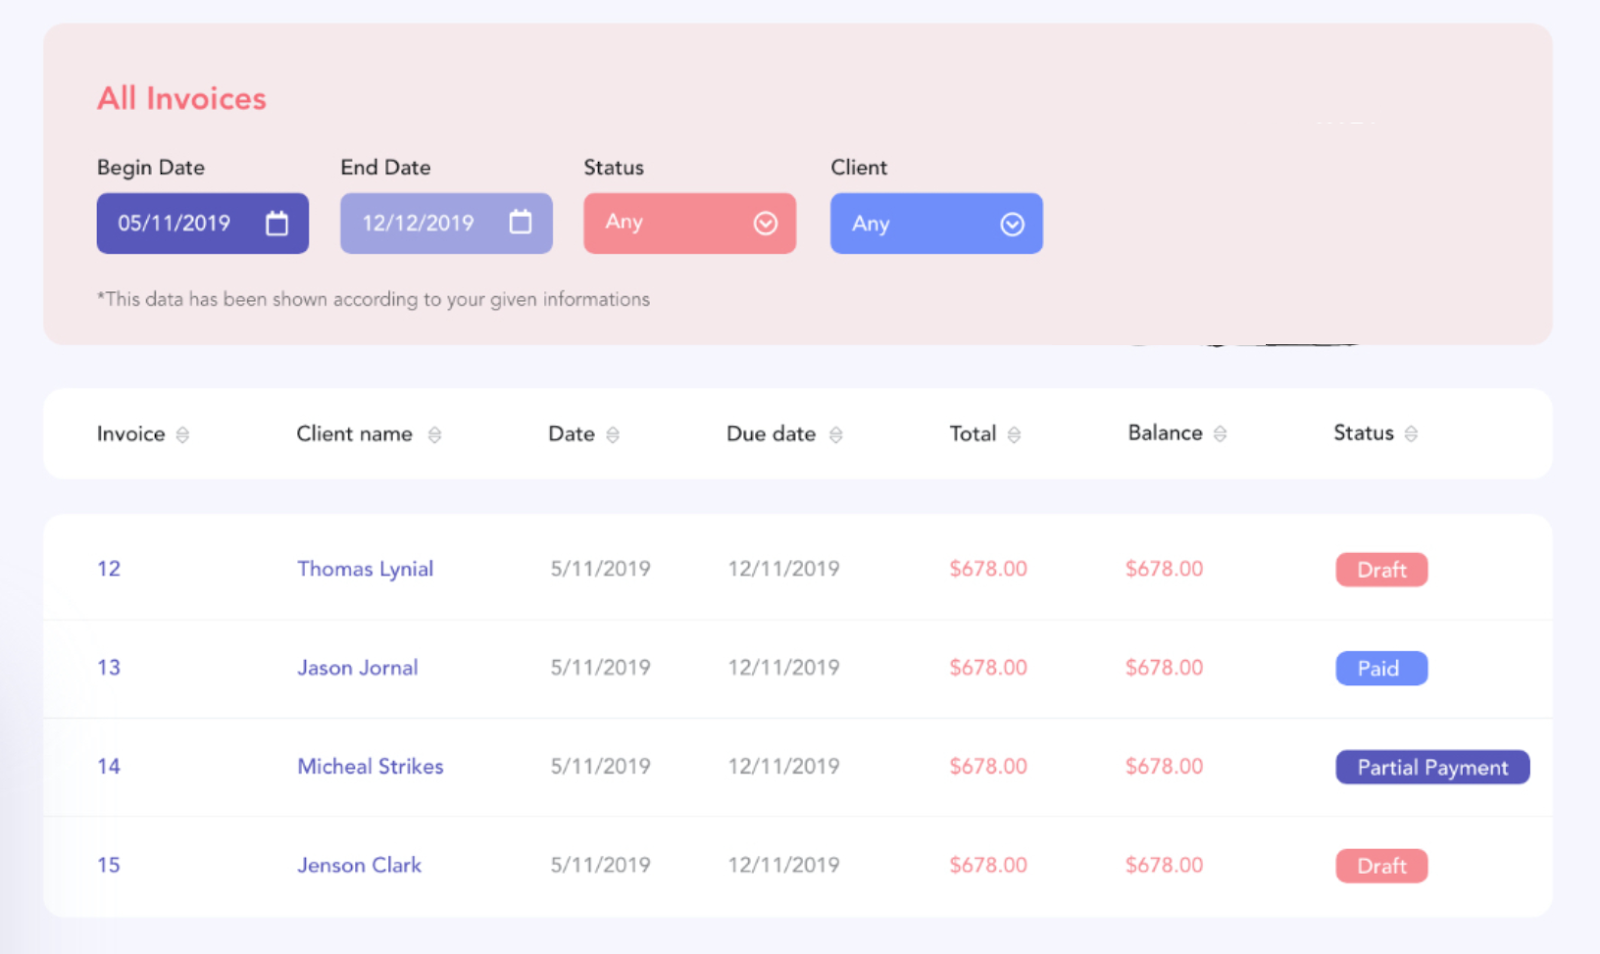 All Invoices
Begin Date End Date Status Client
05/11/2019 12/12/2019 Any Any
*This data has been shown according to your given informations
Invoice Client name Date Due date Total Balance Status
12 Thomas Lynial 5/11/2019 12/11/2019 $678.00 $678.00 Draft
13 Jason Jornal 5/11/2019 12/11/2019 $678.00 $678.00 Paid
14 Micheal Strikes 5/11/2019 12/11/2019 $678.00 $678.00 Partial Payment
15 Jenson Clark 5/11/2019 12/11/2019 $678.00 $678.00 Draft